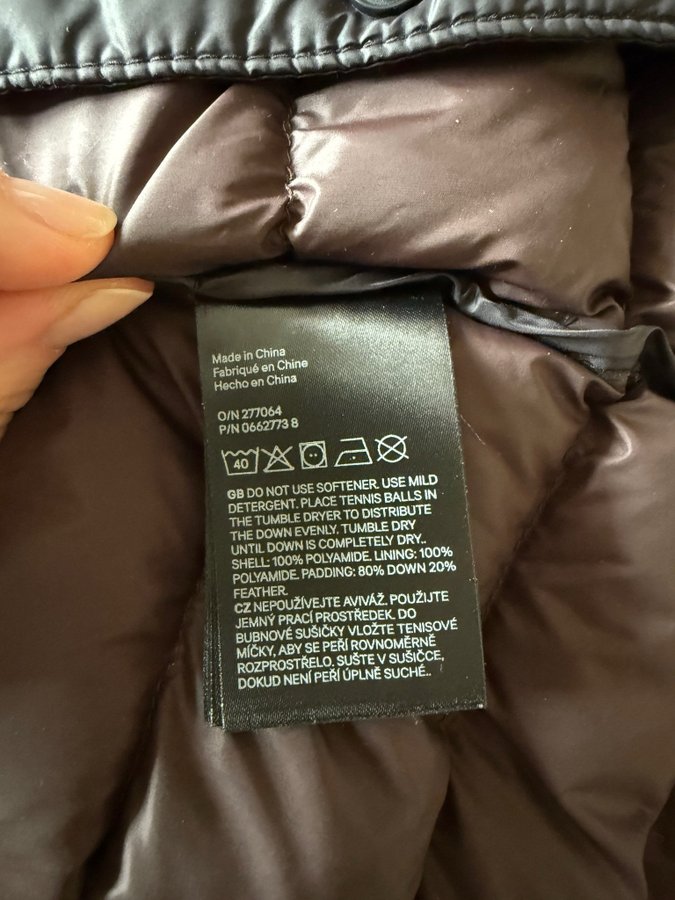 Made in China
Fabriqué en Chine
Hecho en China
O/N 277064
P/N 0662773 8
40
GB DO NOT USE SOFTENER. USE MILD
DETERGENT. PLACE TENNIS BALLS IN
THE TUMBLE DRYER TO DISTRIBUTE
THE DOWN EVENLY. TUMBLE DRY
UNTIL DOWN IS COMPLETELY DRY..
SHELL: 100% POLYAMIDE. LINING: 100%
POLYAMIDE. PADDING: 80% DOWN 20%
FEATHER.
CZ NEPOUŽÍVEJTE AVIVÁŽ. POUŽIJTE
JEMNÝ PRACÍ PROSTŘEDEK. DO
BUBNOVÉ SUŠIČKY VLOŽTE TENISOVÉ
MÍČKY, ABY SE PEŘÍ ROVNOMĚRNĚ
ROZPROSTŘELO. SUŠTE V SUŠIČCE,
DOKUD NENÍ PEŘÍ ÚPLNĚ SUCHÉ..